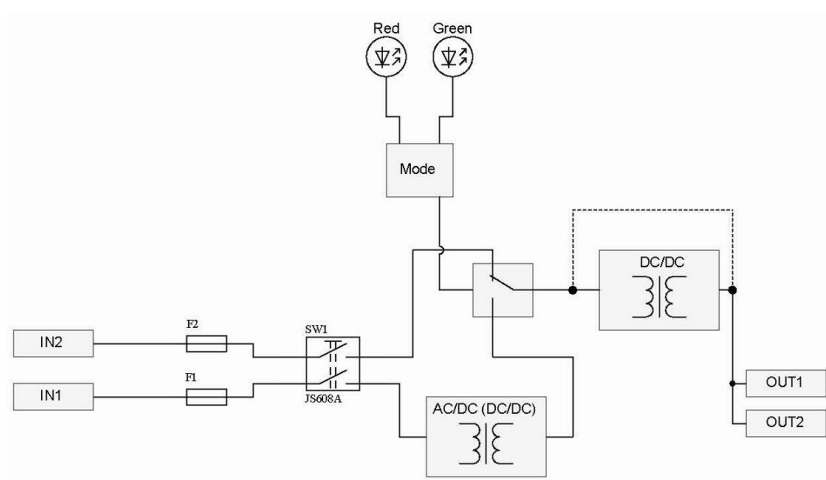 Red
Green
Mode
DC/DC
F2
SW1
IN2
F1
IN1
JS608A
AC/DC (DC/DC)
OUT1
OUT2